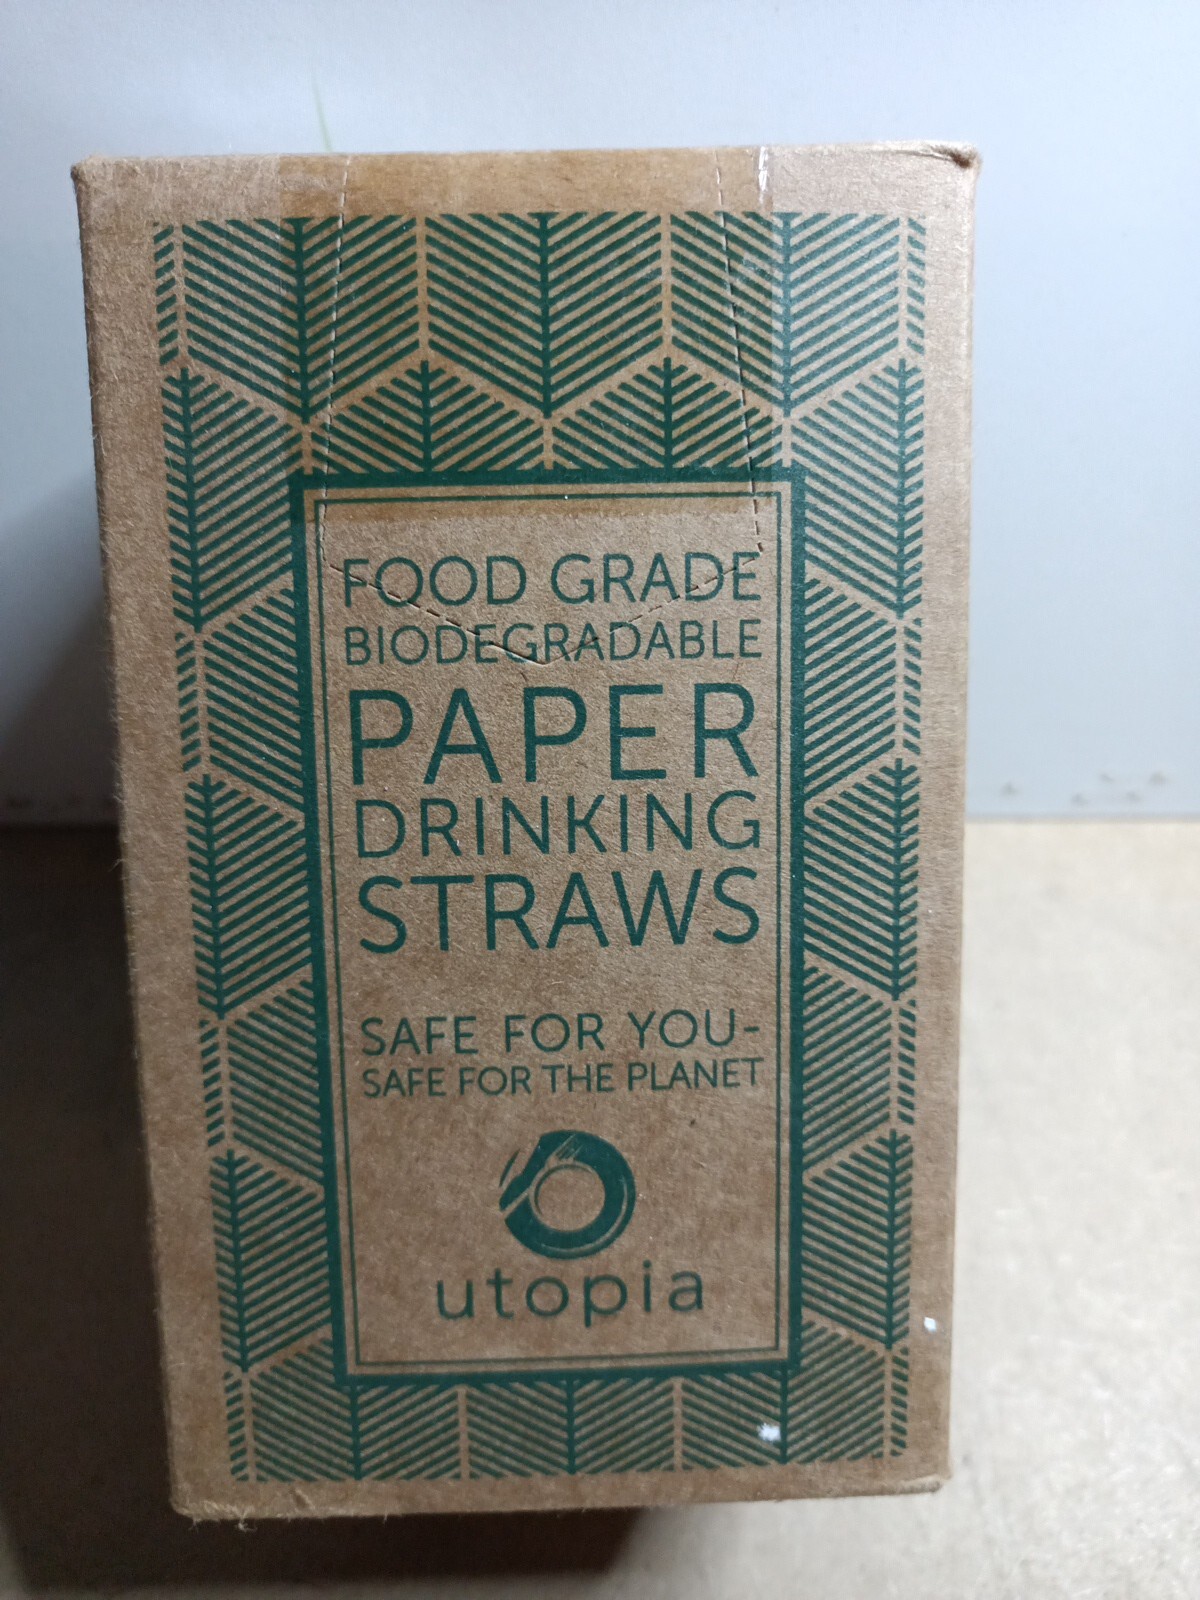 FOOD GRADE
BIODEGRADABLE
PAPER
DRINKING
STRAWS
SAFE FOR YOU-
SAFE FOR THE PLANET
utopia